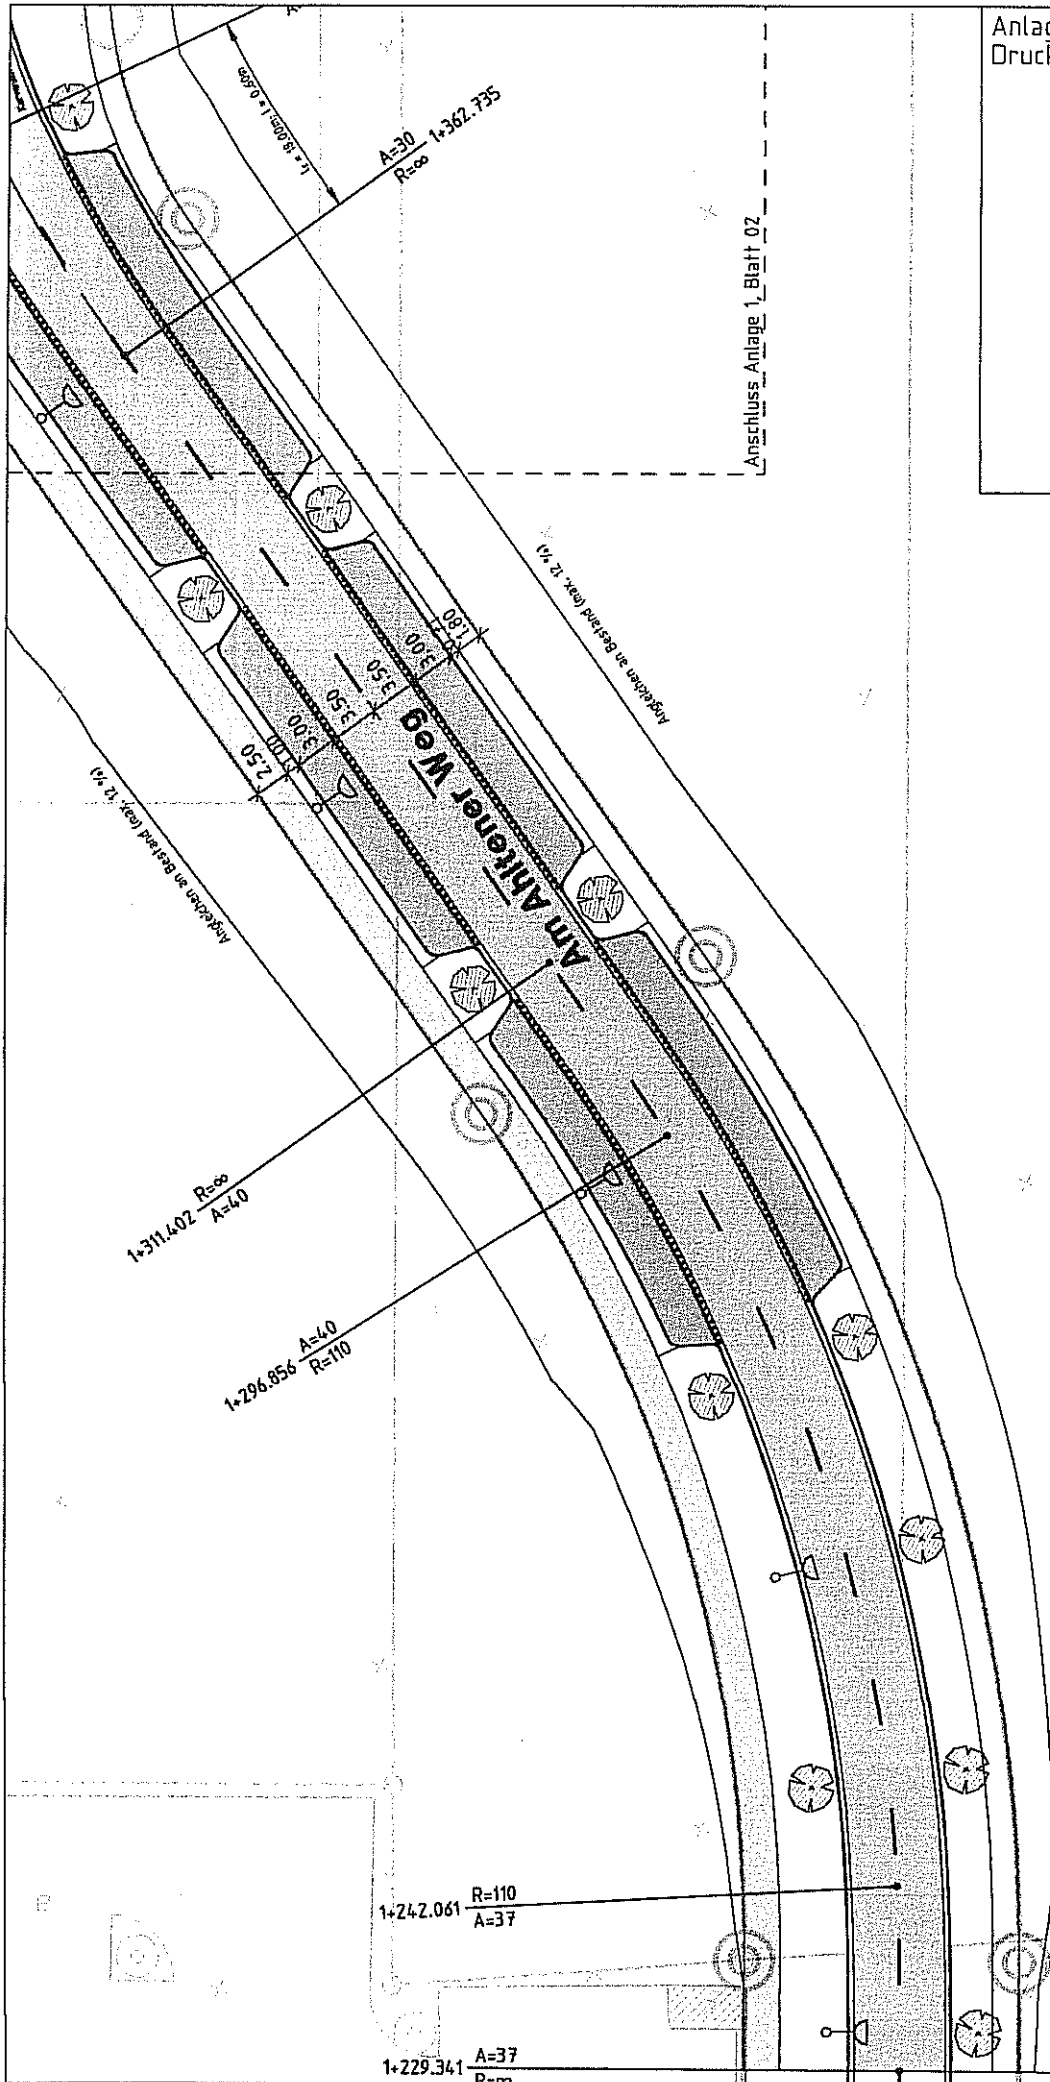 Anlag
Druck
A=30
R=∞
1+362.735
Anschluss Anlage 1, Blatt 02
Angleichen an Bestand (max. 12 %)
Angleichen an Bestand (max. 12 %)
2.50
1.00
3.00
3.50
3.50
3.00
1.80
Am Ahltener Weg
1+311.402
R=∞
A=40
1+296.856
A=40
R=110
1+242.061
R=110
A=37
1+229.341
A=37